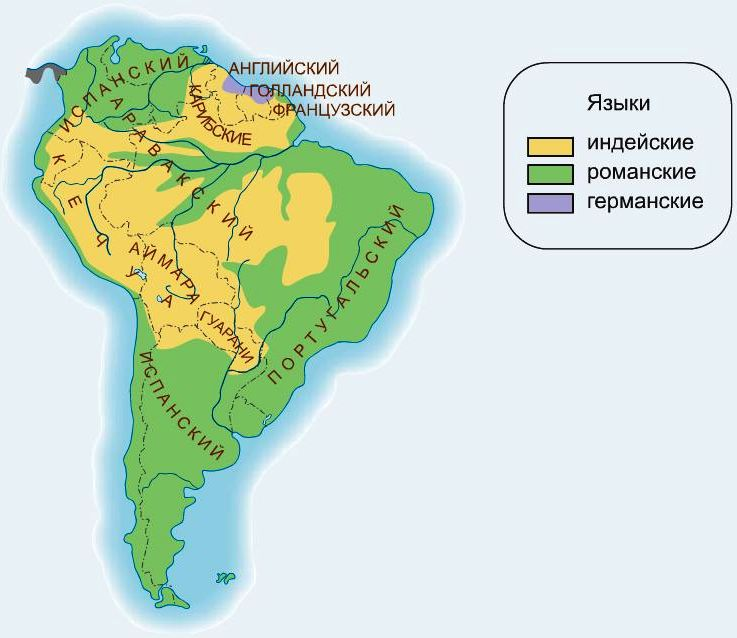 ИСПАНСКИЙ
АНГЛИЙСКИЙ
ГОЛЛАНДСКИЙ
ФРАНЦУЗСКИЙ
КАРИБСКИЕ
АРАВАКСКИЙ
КЕЧУА
АЙМАРА
ГУАРАНИ
ПОРТУГАЛЬСКИЙ
ИСПАНСКИЙ
Языки
индейские
романские
германские